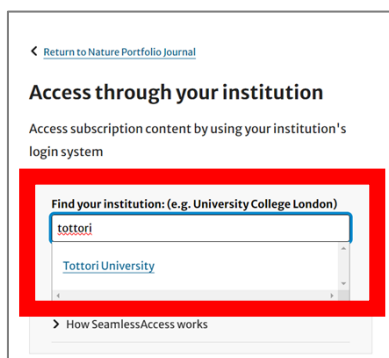 Return to Nature Portfolio Journal
Access through your institution
Access subscription content by using your institution's
login system
Find your institution: (e.g. University College London)
tottori
Tottori University
How SeamlessAccess works